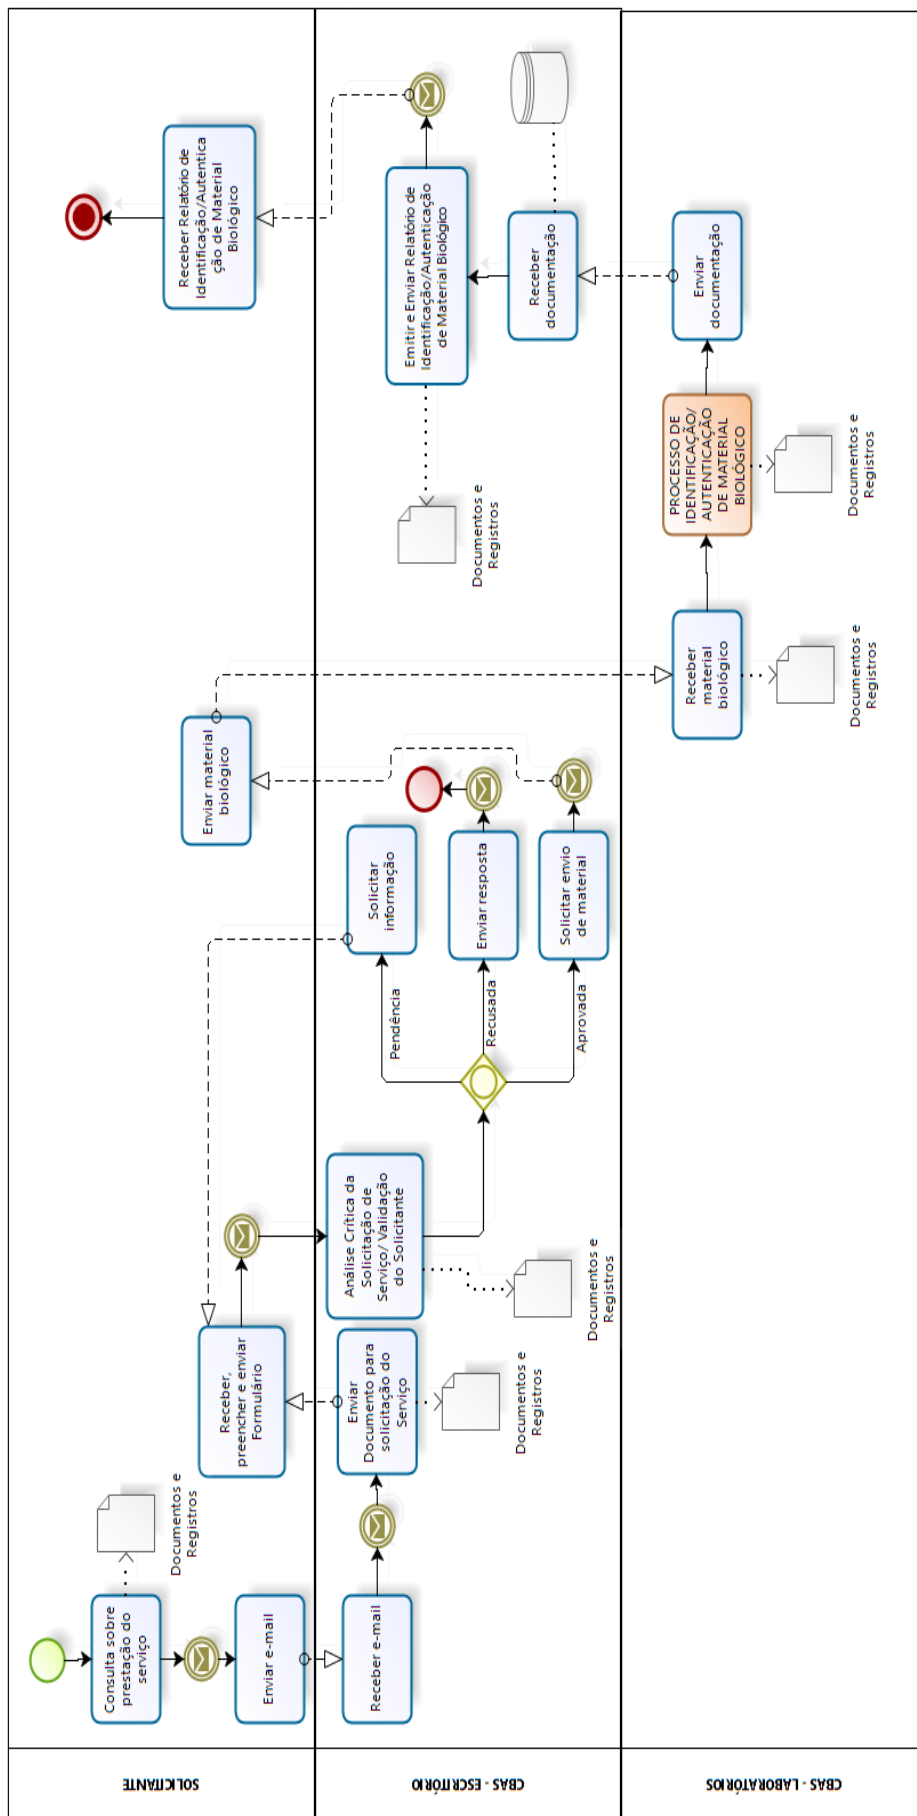 SOLICITANTE
Consulta sobre
prestação do
serviço
Documentos e
Registros
Enviar e-mail
Receber,
preencher e enviar
Formulário
Enviar material
biológico
Receber Relatório de
Identificação/Autentica
ção de Material
Biológico
CBAS - ESCRITÓRIO
Receber e-mail
Enviar
Documento para
solicitação do
Serviço
Documentos e
Registros
Análise Crítica da
Solicitação de
Serviço/ Validação
do Solicitante
Documentos e
Registros
Pendência
Solicitar
informação
Recusada
Enviar resposta
Aprovada
Solicitar envio
de material
Documentos e
Registros
Emitir e Enviar Relatório de
Identificação/Autenticação
de Material Biológico
Receber
documentação
CBAS - LABORATÓRIOS
Receber
material
biológico
Documentos e
Registros
PROCESSO DE
IDENTIFICAÇÃO/
AUTENTICAÇÃO
DE MATERIAL
BIOLÓGICO
Documentos e
Registros
Enviar
documentação